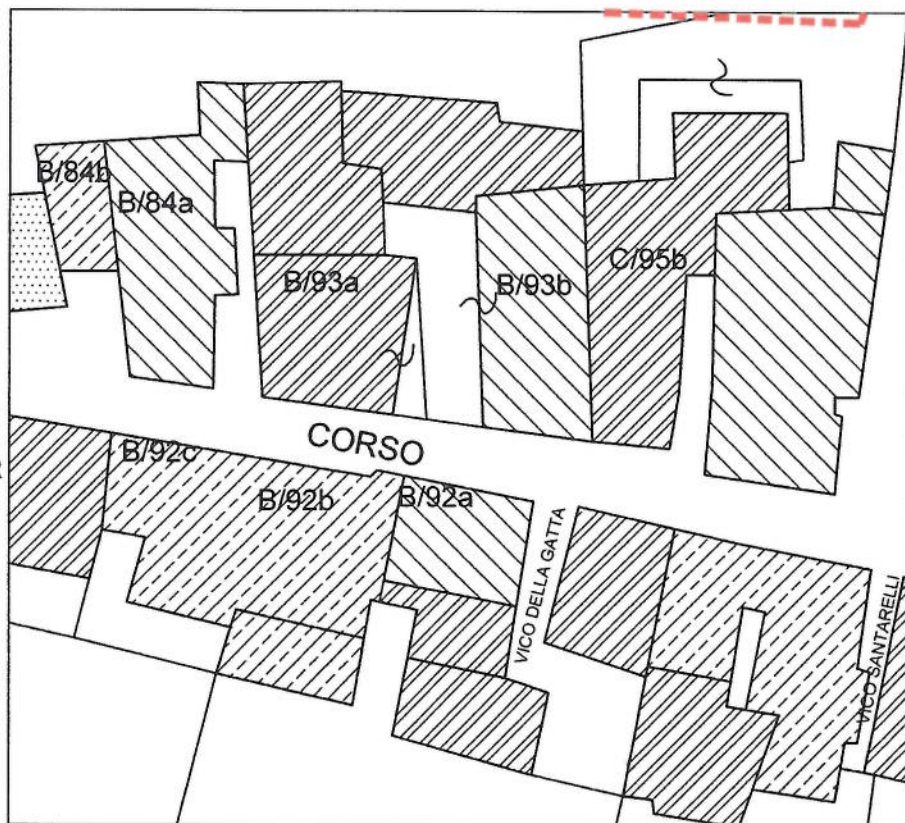 B/84b
B/84a
B/93a
B/93b
C/95b
CORSO
B/92c
B/92b
B/92a
VICO DELLA GATTA
VICO SANTARELLI